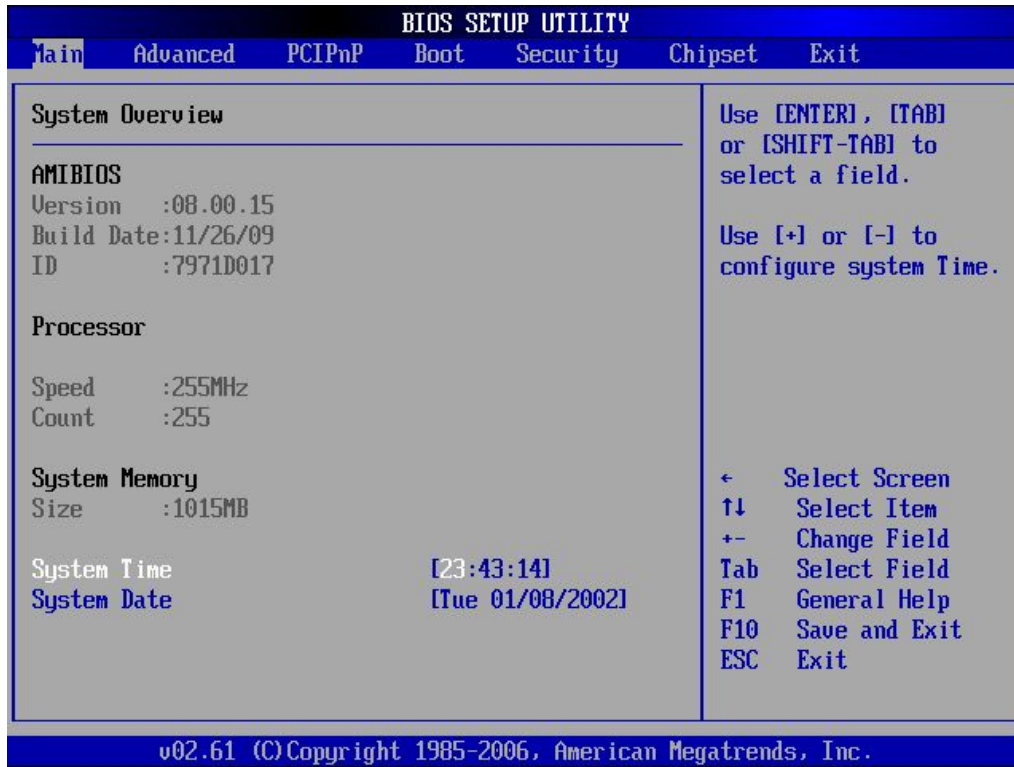 BIOS SETUP UTILITY
Main Advanced PCIPnP Boot Security Chipset Exit
System Overview
AMIBIOS
Version :08.00.15
Build Date:11/26/09
ID :7971D017
Processor
Speed :255MHz
Count :255
System Memory
Size :1015MB
System Time [23:43:14]
System Date [Tue 01/08/2002]
Use [ENTER], [TAB]
or [SHIFT-TAB] to
select a field.
Use [+] or [-] to
configure system Time.
← Select Screen
↑↓ Select Item
+- Change Field
Tab Select Field
F1 General Help
F10 Save and Exit
ESC Exit
v02.61 (C)Copyright 1985-2006, American Megatrends, Inc.